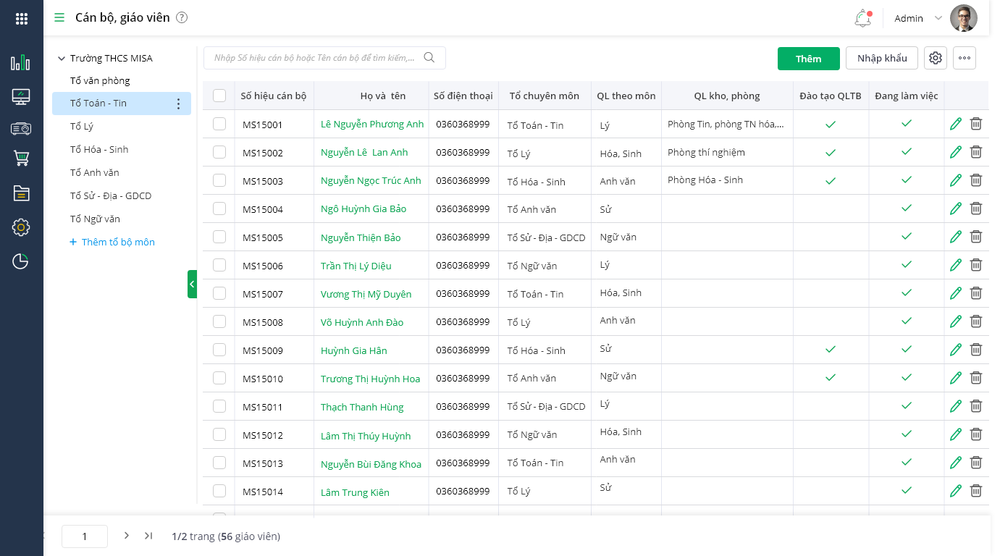 Cán bộ, giáo viên ?
Admin
Trường THCS MISA
Tổ văn phòng
Tổ Toán - Tin
Tổ Lý
Tổ Hóa - Sinh
Tổ Anh văn
Tổ Sử - Địa - GDCD
Tổ Ngữ văn
+ Thêm tổ bộ môn
Nhập Số hiệu cán bộ hoặc Tên cán bộ để tìm kiếm,...
Thêm
Nhập khẩu
Số hiệu cán bộ Họ và tên Số điện thoại Tổ chuyên môn QL theo môn QL kho, phòng Đào tạo QLTB Đang làm việc
MS15001 Lê Nguyễn Phương Anh 0360368999 Tổ Toán - Tin Lý Phòng Tin, phòng TN hóa,...
MS15002 Nguyễn Lê Lan Anh 0360368999 Tổ Lý Hóa, Sinh Phòng thí nghiệm
MS15003 Nguyễn Ngọc Trúc Anh 0360368999 Tổ Hóa - Sinh Anh văn Phòng Hóa - Sinh
MS15004 Ngô Huỳnh Gia Bảo 0360368999 Tổ Anh văn Sử
MS15005 Nguyễn Thiện Bảo 0360368999 Tổ Sử - Địa - GDCD Ngữ văn
MS15006 Trần Thị Lý Diệu 0360368999 Tổ Ngữ văn Lý
MS15007 Vương Thị Mỹ Duyên 0360368999 Tổ Toán - Tin Hóa, Sinh
MS15008 Võ Huỳnh Anh Đào 0360368999 Tổ Lý Anh văn
MS15009 Huỳnh Gia Hân 0360368999 Tổ Hóa - Sinh Sử
MS15010 Trương Thị Huỳnh Hoa 0360368999 Tổ Anh văn Ngữ văn
MS15011 Thạch Thanh Hùng 0360368999 Tổ Sử - Địa - GDCD Lý
MS15012 Lâm Thị Thúy Huỳnh 0360368999 Tổ Ngữ văn Hóa, Sinh
MS15013 Nguyễn Bùi Đăng Khoa 0360368999 Tổ Toán - Tin Anh văn
MS15014 Lâm Trung Kiên 0360368999 Tổ Lý Sử
1 1/2 trang (56 giáo viên)